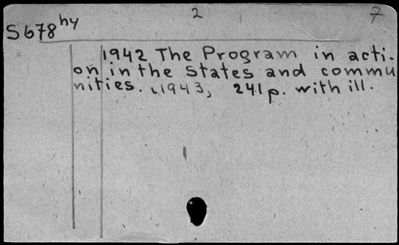 2 7
S678hy
1942 The Program in acti-
on in the States and commu
nities. 1943, 241p. with ill.